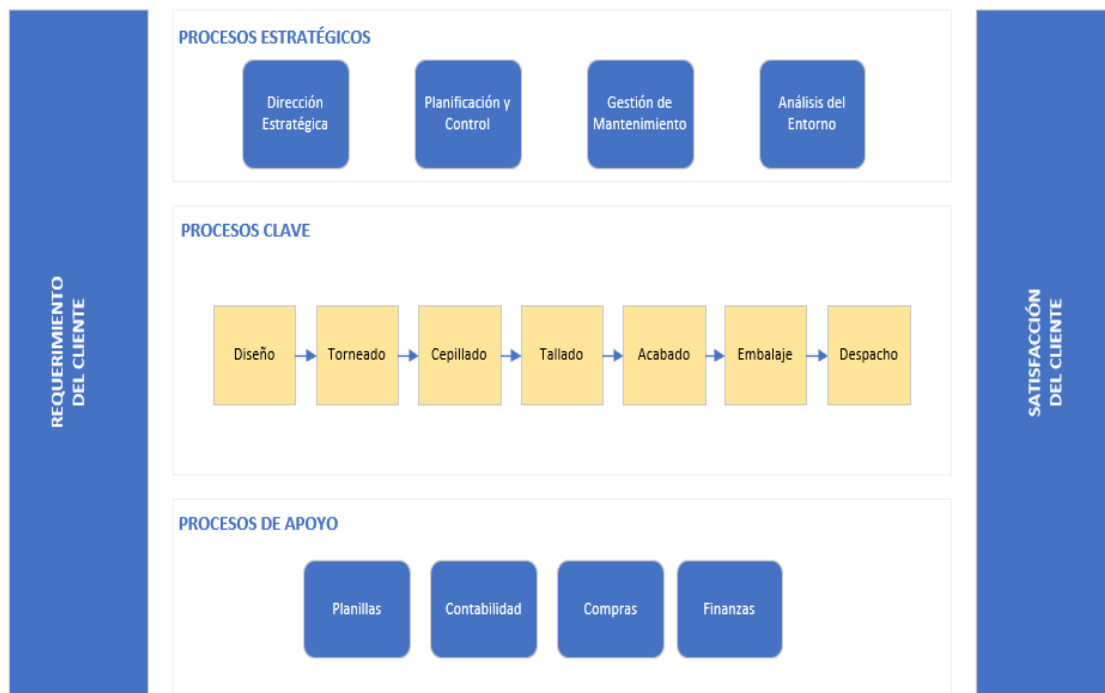 REQUERIMIENTO
DEL CLIENTE
PROCESOS ESTRATÉGICOS
Dirección
Estratégica
Planificación y
Control
Gestión de
Mantenimiento
Análisis del
Entorno
PROCESOS CLAVE
Diseño
Torneado
Cepillado
Tallado
Acabado
Embalaje
Despacho
PROCESOS DE APOYO
Planillas
Contabilidad
Compras
Finanzas
SATISFACCIÓN
DEL CLIENTE